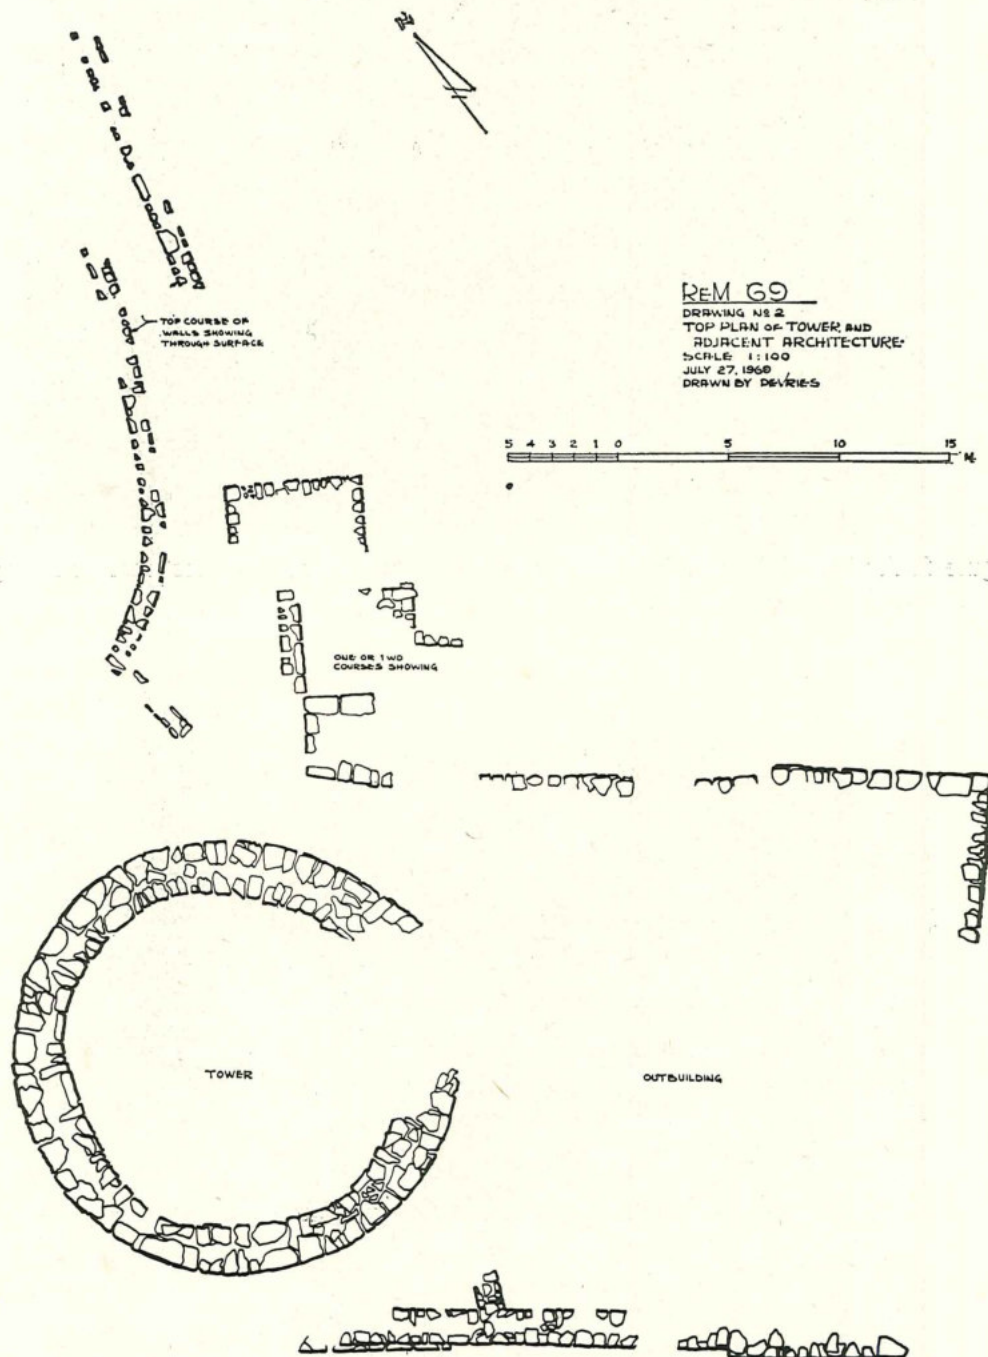 N
REM 69
DRAWING No 2
TOP PLAN OF TOWER AND
ADJACENT ARCHITECTURE
SCALE 1:100
JULY 27, 1969
DRAWN BY DEVRIES
TOP COURSE OF
WALLS SHOWING
THROUGH SURFACE
5 4 3 2 1 0 5 10 15 M.
ONE OR TWO
COURSES SHOWING
TOWER
OUTBUILDING